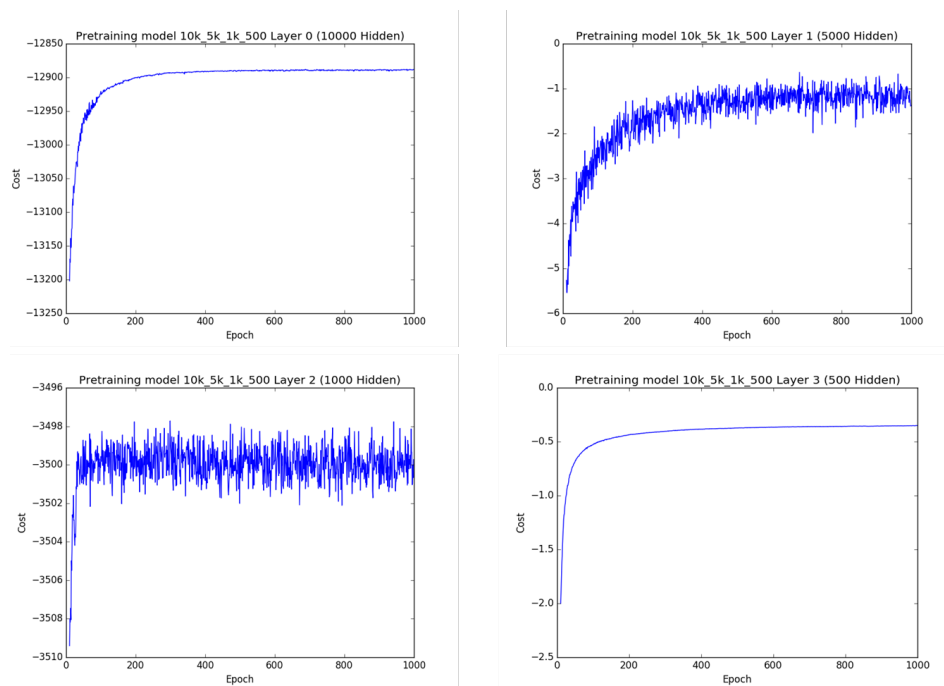 Pretraining model 10k_5k_1k_500 Layer 0 (10000 Hidden)
−12850
−12900
−12950
−13000
−13050
−13100
−13150
−13200
−13250
Cost
0 200 400 600 800 1000
Epoch
Pretraining model 10k_5k_1k_500 Layer 1 (5000 Hidden)
0
−1
−2
−3
−4
−5
−6
Cost
0 200 400 600 800 1000
Epoch
Pretraining model 10k_5k_1k_500 Layer 2 (1000 Hidden)
−3496
−3498
−3500
−3502
−3504
−3506
−3508
−3510
Cost
0 200 400 600 800 1000
Epoch
Pretraining model 10k_5k_1k_500 Layer 3 (500 Hidden)
0.0
−0.5
−1.0
−1.5
−2.0
−2.5
Cost
0 200 400 600 800 1000
Epoch